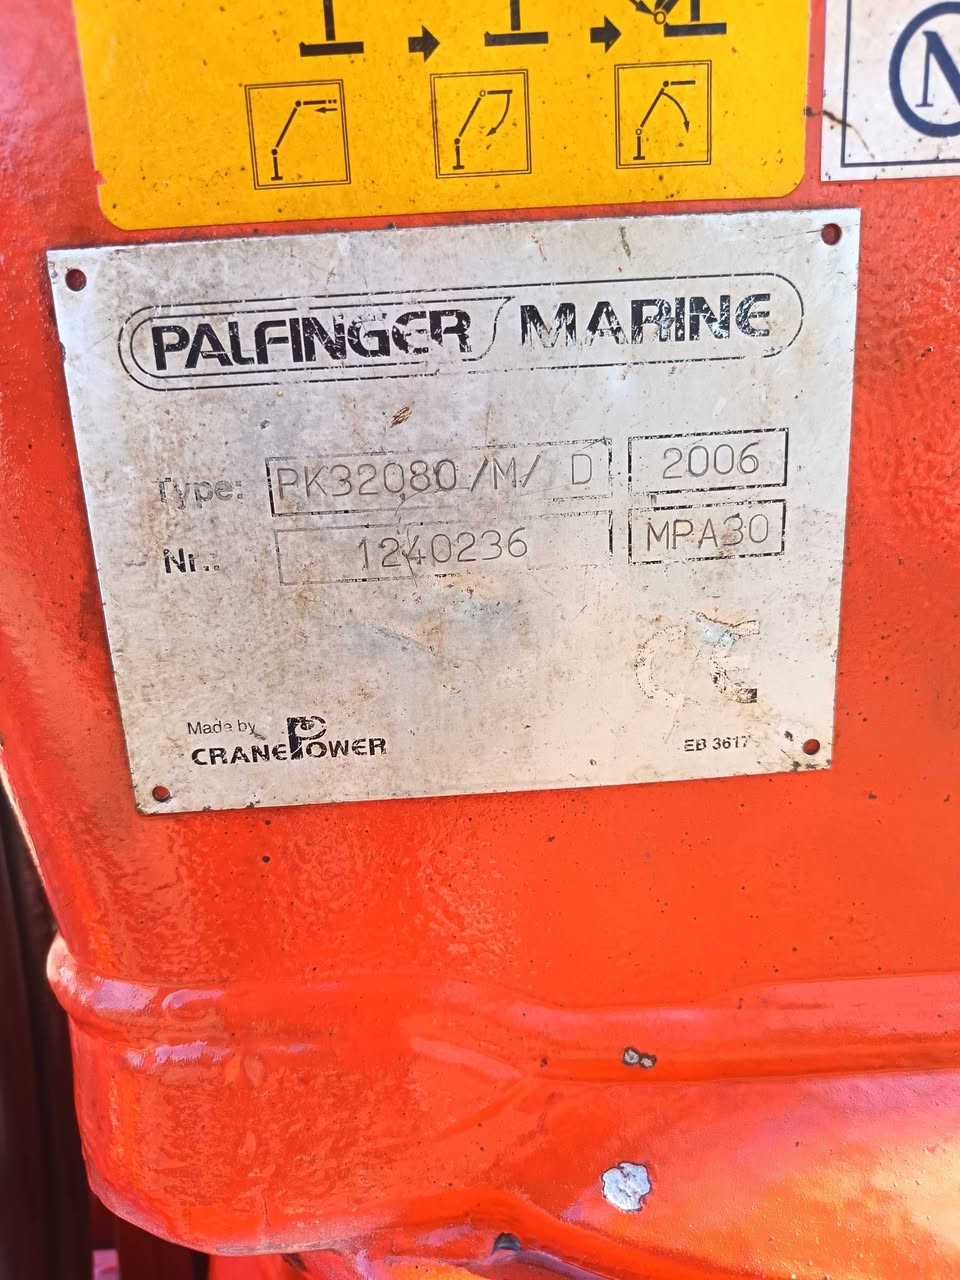 N
PALFINGER MARINE
Type: PK32080 /M/ D 2006
Nr.: 1240236 MPA30
CE
Made by
CRANEPOWER
EB 3617